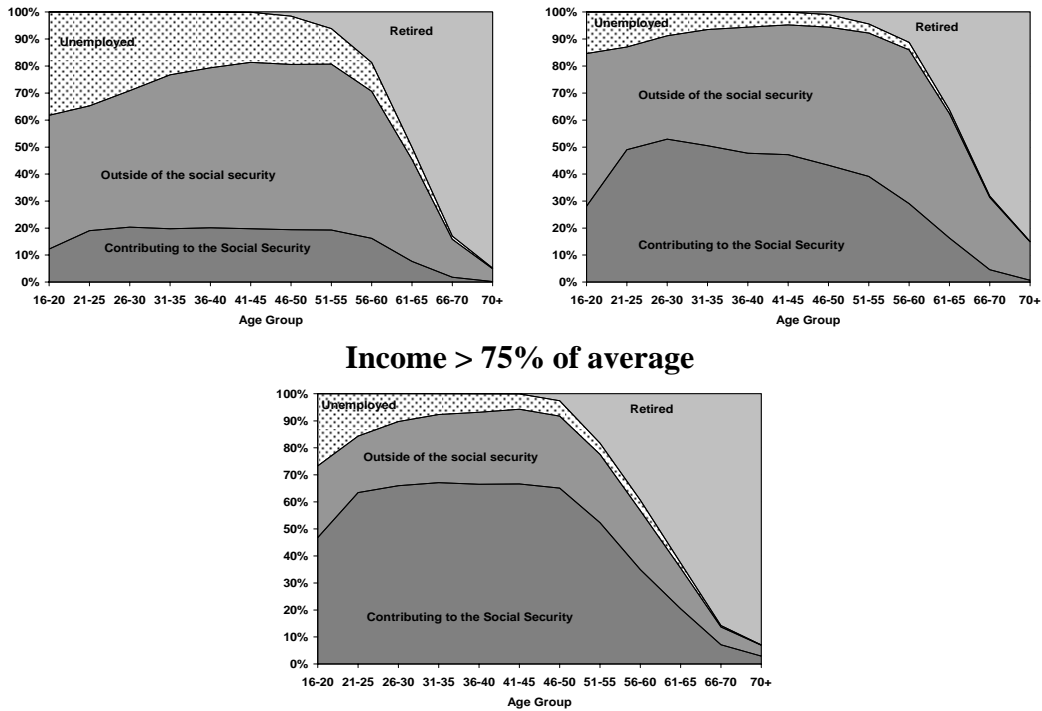 100%
90%
80%
70%
60%
50%
40%
30%
20%
10%
0%
Unemployed
Retired
Outside of the social security
Contributing to the Social Security
16-20 21-25 26-30 31-35 36-40 41-45 46-50 51-55 56-60 61-65 66-70 70+
Age Group
100%
90%
80%
70%
60%
50%
40%
30%
20%
10%
0%
Unemployed
Retired
Outside of the social security
Contributing to the Social Security
16-20 21-25 26-30 31-35 36-40 41-45 46-50 51-55 56-60 61-65 66-70 70+
Age Group
Income > 75% of average
100%
90%
80%
70%
60%
50%
40%
30%
20%
10%
0%
Unemployed
Retired
Outside of the social security
Contributing to the Social Security
16-20 21-25 26-30 31-35 36-40 41-45 46-50 51-55 56-60 61-65 66-70 70+
Age Group